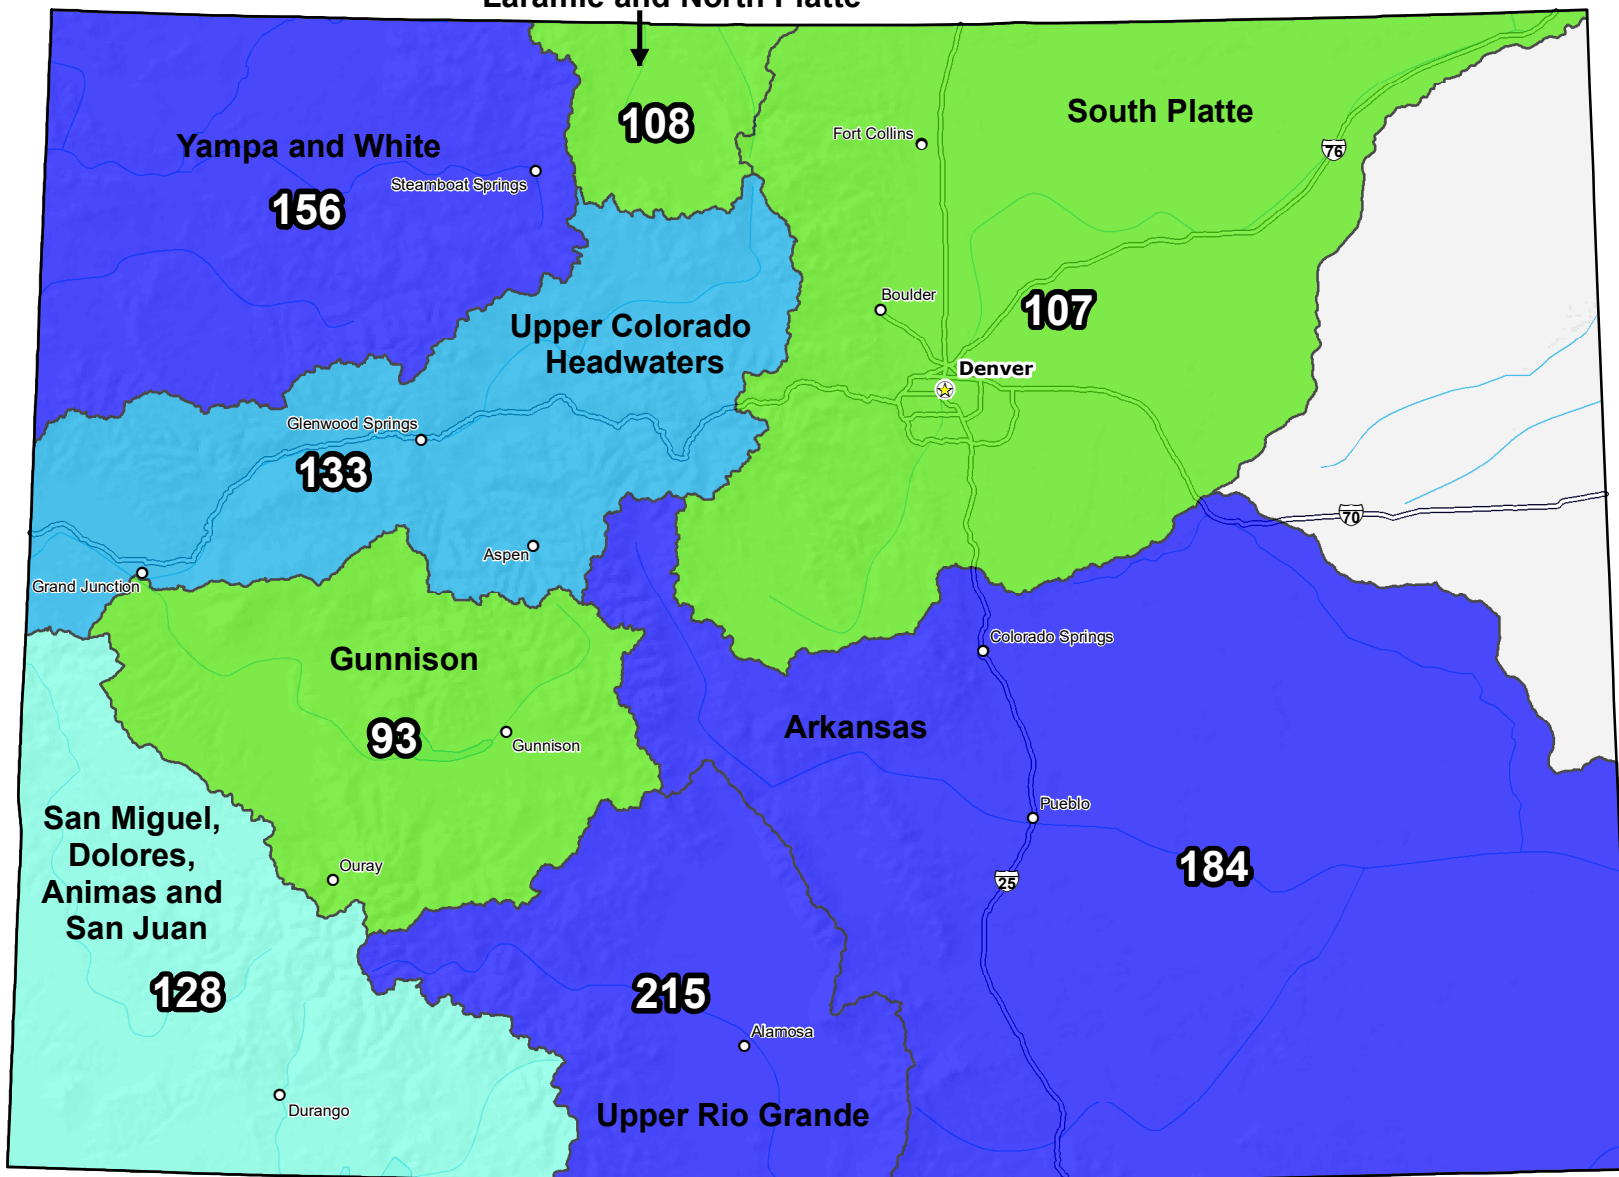 Laramie and North Platte
108
South Platte
Fort Collins
76
Yampa and White
Steamboat Springs
156
Boulder
107
Upper Colorado
Headwaters
Denver
Glenwood Springs
133
70
Aspen
Grand Junction
Colorado Springs
Gunnison
93
Gunnison
Arkansas
Pueblo
San Miguel,
Dolores,
Animas and
San Juan
Ouray
184
25
128
215
Alamosa
Durango
Upper Rio Grande